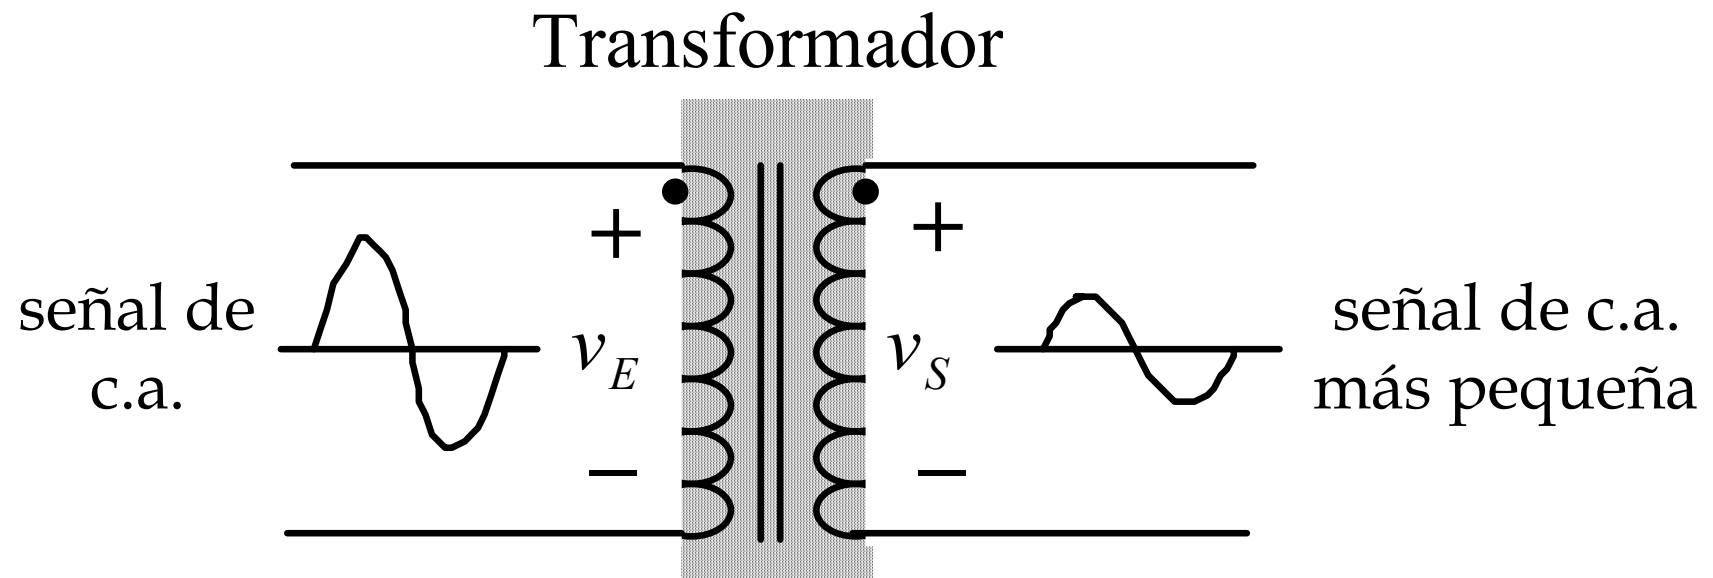 Transformador
señal de
c.a.
+
v_E
−
+
v_S
−
señal de c.a.
más pequeña